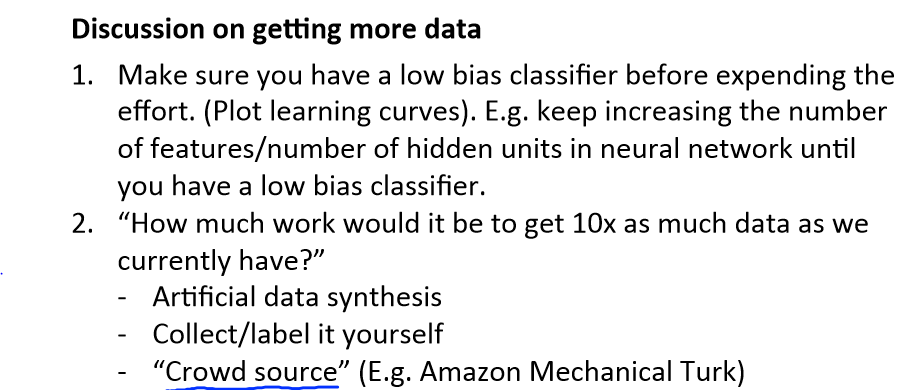 Discussion on getting more data
1. Make sure you have a low bias classifier before expending the
effort. (Plot learning curves). E.g. keep increasing the number
of features/number of hidden units in neural network until
you have a low bias classifier.
2. “How much work would it be to get 10x as much data as we
currently have?”
- Artificial data synthesis
- Collect/label it yourself
- “Crowd source” (E.g. Amazon Mechanical Turk)